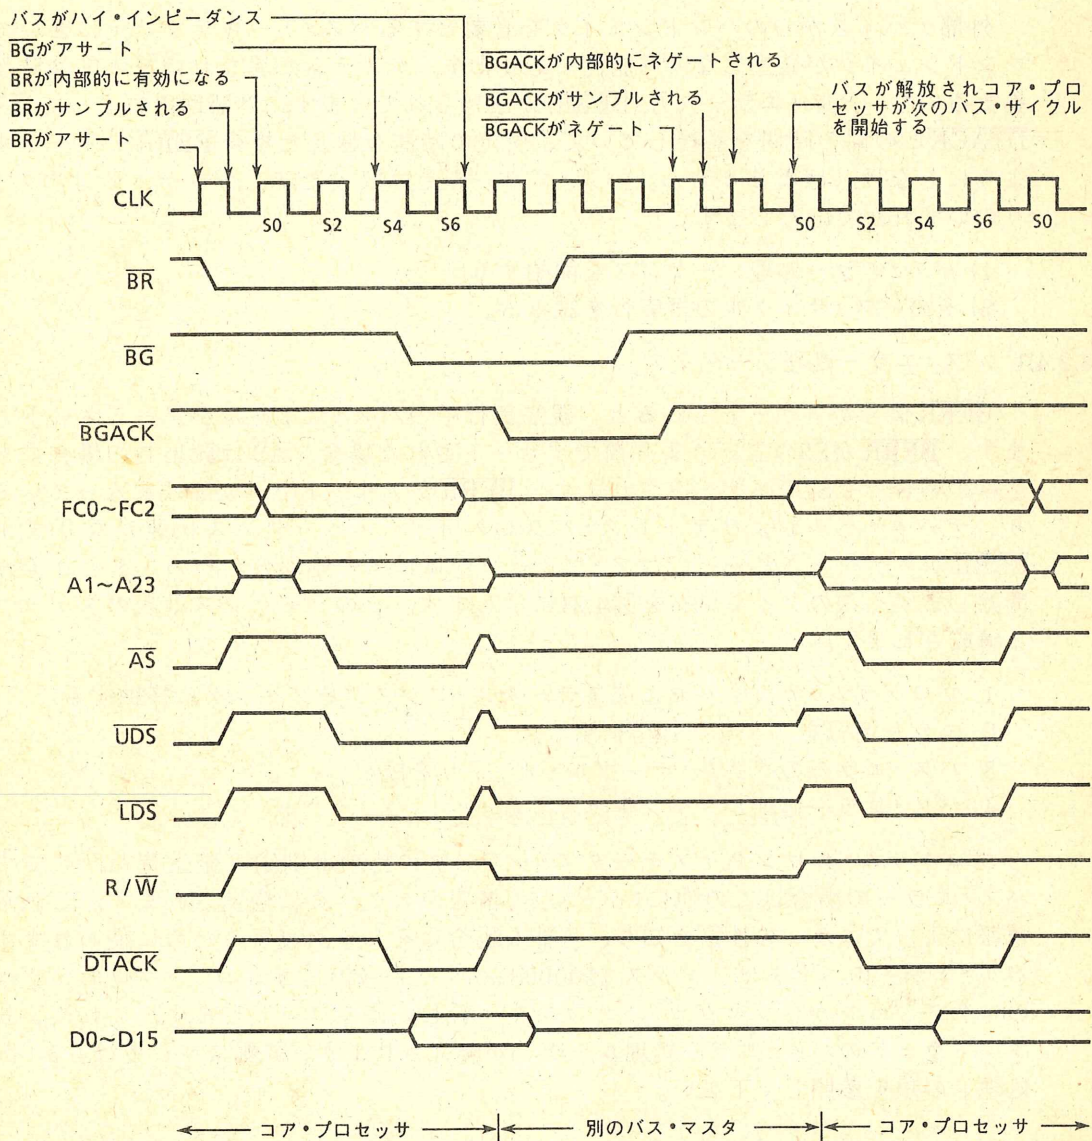 バスがハイ・インピーダンス
BGがアサート
BRが内部的に有効になる
BRがサンプルされる
BRがアサート
BGACKが内部的にネゲートされる
BGACKがサンプルされる
BGACKがネゲート
バスが解放されコア・プロ
セッサが次のバス・サイクル
を開始する
CLK
S0 S2 S4 S6 S0 S2 S4 S6 S0
BR
BG
BGACK
FC0~FC2
A1~A23
AS
UDS
LDS
R/W
DTACK
D0~D15
コア・プロセッサ 別のバス・マスタ コア・プロセッサ